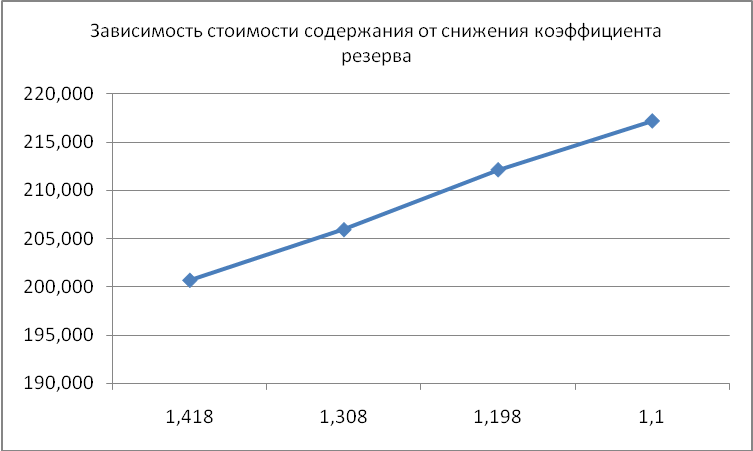 Зависимость стоимости содержания от снижения коэффициента
резерва
220,000
215,000
210,000
205,000
200,000
195,000
190,000
1,418 1,308 1,198 1,1